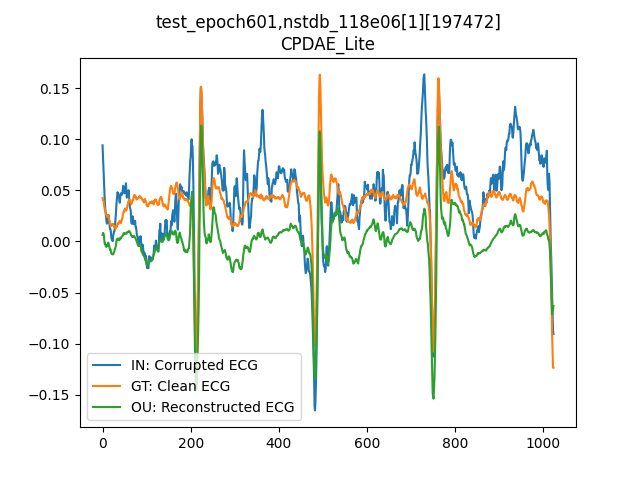 test_epoch601,nstdb_118e06[1][197472]
CPDAE_Lite
0.15
0.10
0.05
0.00
−0.05
−0.10
−0.15
IN: Corrupted ECG
GT: Clean ECG
OU: Reconstructed ECG
0 200 400 600 800 1000